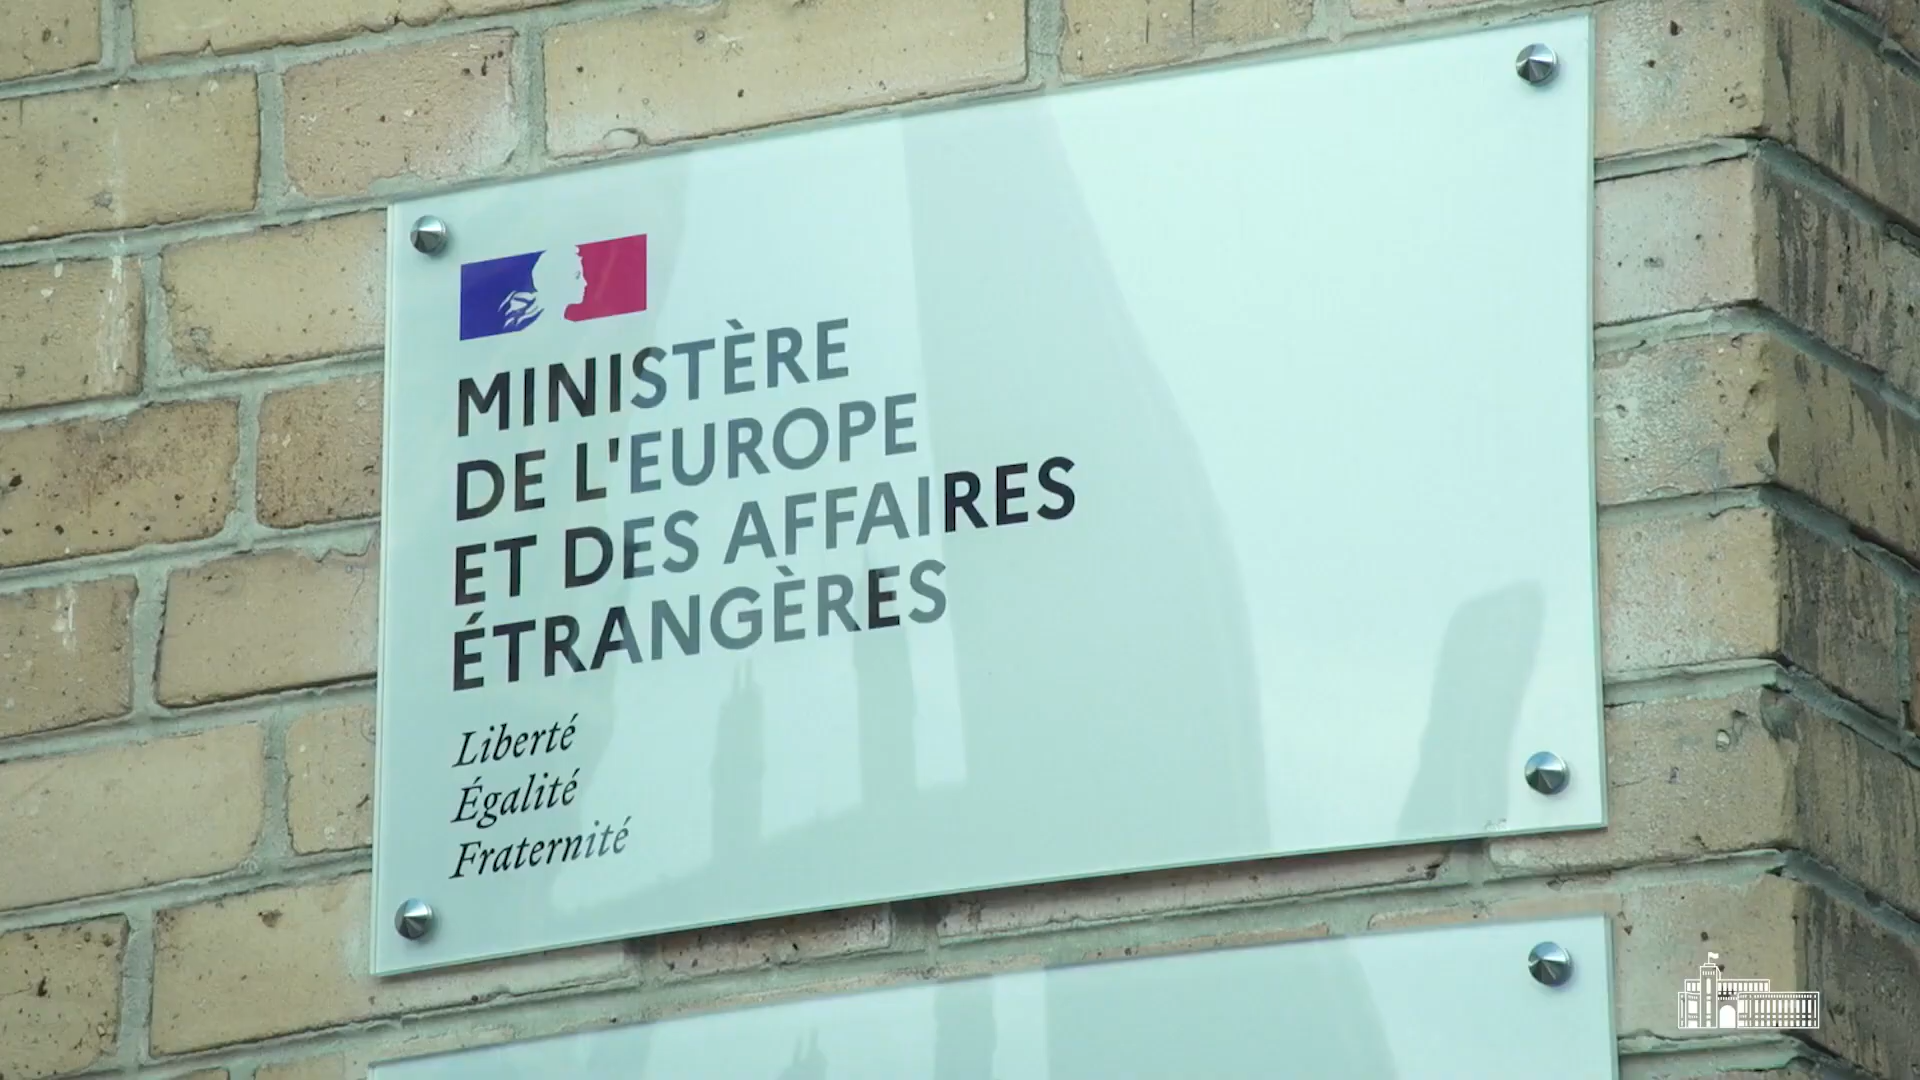 MINISTÈRE
DE L'EUROPE
ET DES AFFAIRES
ÉTRANGÈRES
Liberté
Égalité
Fraternité